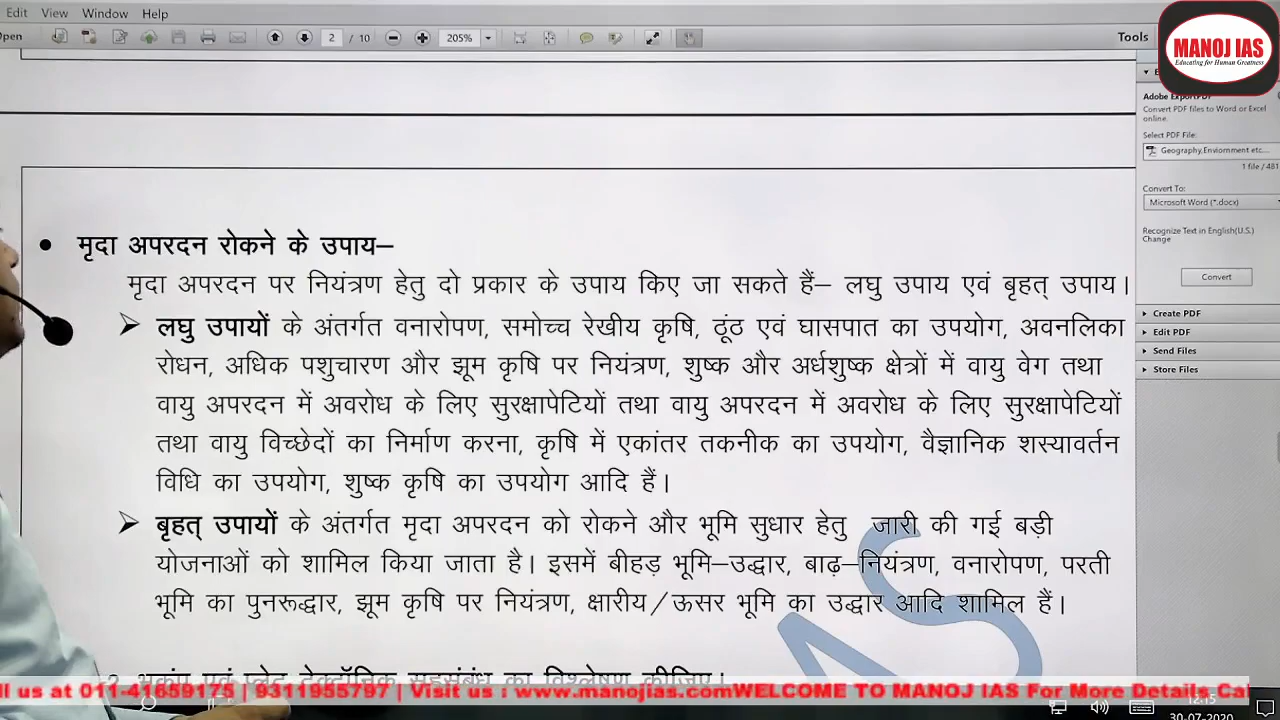 Edit View Window Help
MANOJ IAS
Educating for Human Greatness
Open 2 / 10 205% Tools
Adobe ExportPDF
Convert PDF files to Word or Excel
online.
Select PDF File:
Geography,Enviornment etc....
1 file / 481
Convert To:
Microsoft Word (*.docx)
Recognize Text in English(U.S.)
Change
Convert
Create PDF
Edit PDF
Send Files
Store Files
• मृदा अपरदन रोकने के उपाय–
मृदा अपरदन पर नियंत्रण हेतु दो प्रकार के उपाय किए जा सकते हैं– लघु उपाय एवं बृहत् उपाय।
➢ लघु उपायों के अंतर्गत वनारोपण, समोच्च रेखीय कृषि, ठूंठ एवं घासपात का उपयोग, अवनलिका
रोधन, अधिक पशुचारण और झूम कृषि पर नियंत्रण, शुष्क और अर्धशुष्क क्षेत्रों में वायु वेग तथा
वायु अपरदन में अवरोध के लिए सुरक्षापेटियों तथा वायु अपरदन में अवरोध के लिए सुरक्षापेटियों
तथा वायु विच्छेदों का निर्माण करना, कृषि में एकांतर तकनीक का उपयोग, वैज्ञानिक शस्यावर्तन
विधि का उपयोग, शुष्क कृषि का उपयोग आदि हैं।
➢ बृहत् उपायों के अंतर्गत मृदा अपरदन को रोकने और भूमि सुधार हेतु जारी की गई बड़ी
योजनाओं को शामिल किया जाता है। इसमें बीहड़ भूमि–उद्धार, बाढ़–नियंत्रण, वनारोपण, परती
भूमि का पुनरूद्धार, झूम कृषि पर नियंत्रण, क्षारीय/ऊसर भूमि का उद्धार आदि शामिल हैं।
AS
2. भूकंप एवं प्लेट टेक्टॉनिक सहसंबंध का विश्लेषण कीजिए।
ll us at 011-41659175 | 9311955797 | Visit us : www.manojias.comWELCOME TO MANOJ IAS For More Details Cal
12:15
30-07-2020